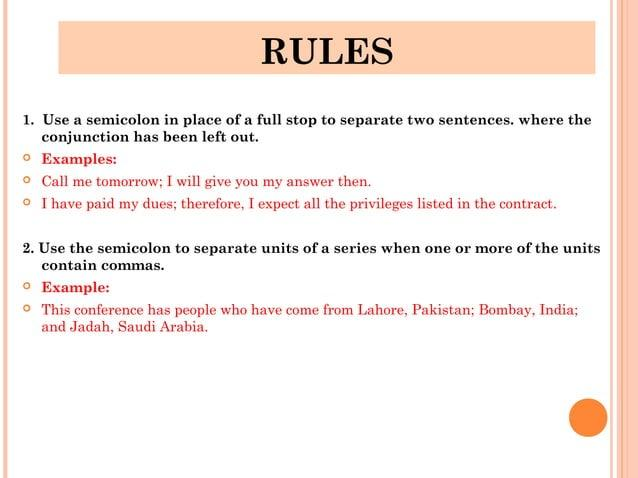 RULES
1. Use a semicolon in place of a full stop to separate two sentences. where the
conjunction has been left out.
Examples:
Call me tomorrow; I will give you my answer then.
I have paid my dues; therefore, I expect all the privileges listed in the contract.
2. Use the semicolon to separate units of a series when one or more of the units
contain commas.
Example:
This conference has people who have come from Lahore, Pakistan; Bombay, India;
and Jadah, Saudi Arabia.